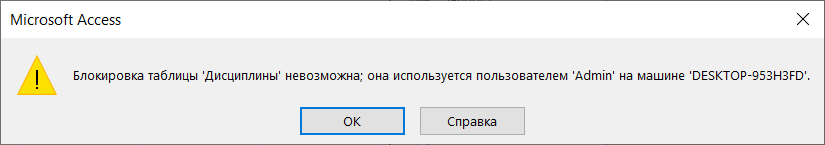 Microsoft Access
Блокировка таблицы 'Дисциплины' невозможна; она используется пользователем 'Admin' на машине 'DESKTOP-953H3FD'.
OK
Справка